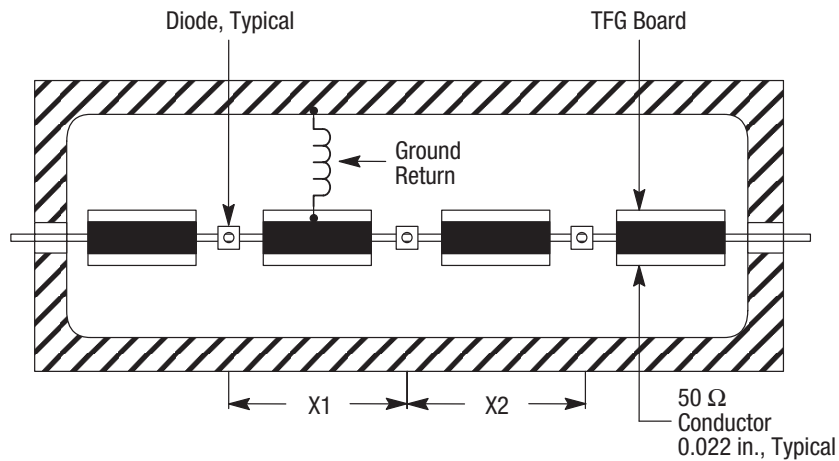 Diode, Typical
TFG Board
Ground
Return
X1
X2
50 Ω
Conductor
0.022 in., Typical